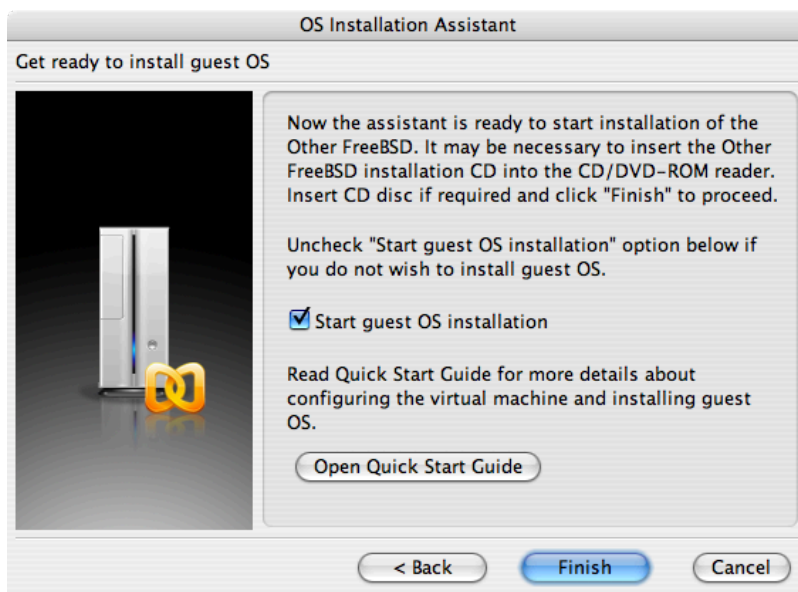 OS Installation Assistant
Get ready to install guest OS
Now the assistant is ready to start installation of the
Other FreeBSD. It may be necessary to insert the Other
FreeBSD installation CD into the CD/DVD-ROM reader.
Insert CD disc if required and click "Finish" to proceed.
Uncheck "Start guest OS installation" option below if
you do not wish to install guest OS.
Start guest OS installation
Read Quick Start Guide for more details about
configuring the virtual machine and installing guest
OS.
Open Quick Start Guide
< Back
Finish
Cancel